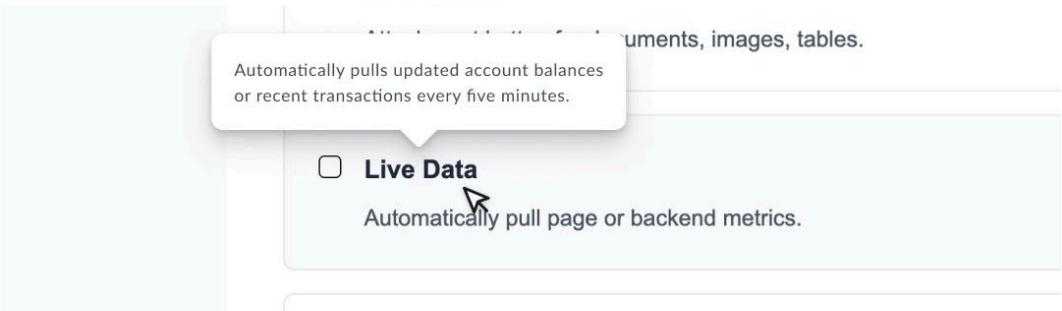 uments, images, tables.
Automatically pulls updated account balances
or recent transactions every five minutes.
Live Data
Automatically pull page or backend metrics.